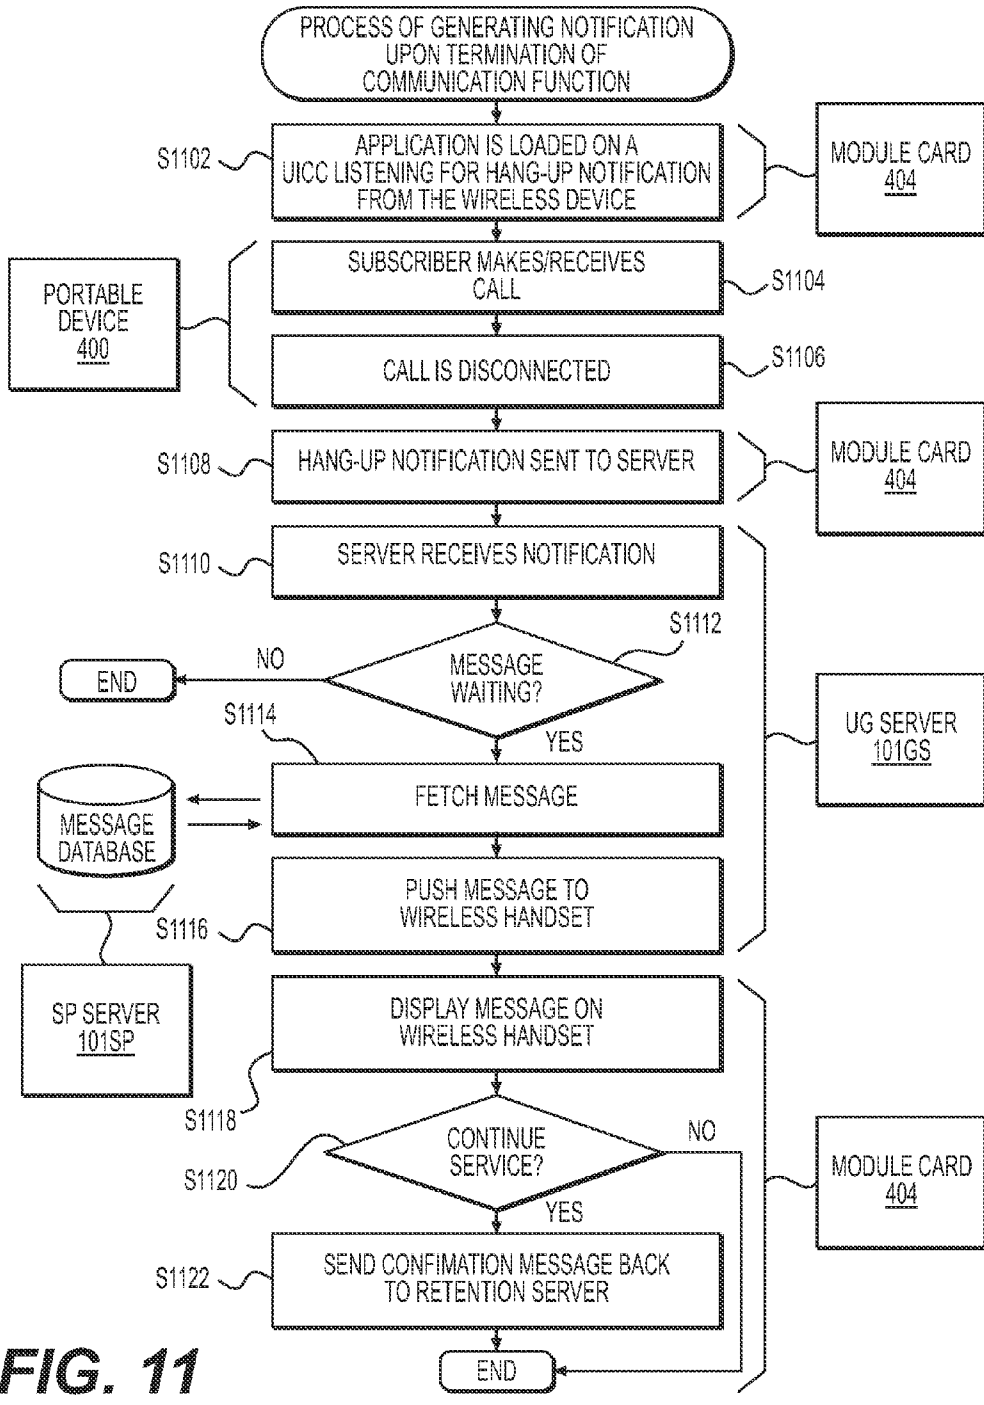 PROCESS OF GENERATING NOTIFICATION
UPON TERMINATION OF
COMMUNICATION FUNCTION
S1102
APPLICATION IS LOADED ON A
UICC LISTENING FOR HANG-UP NOTIFICATION
FROM THE WIRELESS DEVICE
MODULE CARD
404
PORTABLE
DEVICE
400
SUBSCRIBER MAKES/RECEIVES
CALL
S1104
CALL IS DISCONNECTED
S1106
S1108
HANG-UP NOTIFICATION SENT TO SERVER
MODULE CARD
404
S1110
SERVER RECEIVES NOTIFICATION
S1112
MESSAGE
WAITING?
NO
END
YES
UG SERVER
101GS
S1114
FETCH MESSAGE
MESSAGE
DATABASE
PUSH MESSAGE TO
WIRELESS HANDSET
S1116
SP SERVER
101SP
DISPLAY MESSAGE ON
WIRELESS HANDSET
S1118
CONTINUE
SERVICE?
NO
S1120
YES
MODULE CARD
404
S1122
SEND CONFIMATION MESSAGE BACK
TO RETENTION SERVER
END
FIG. 11